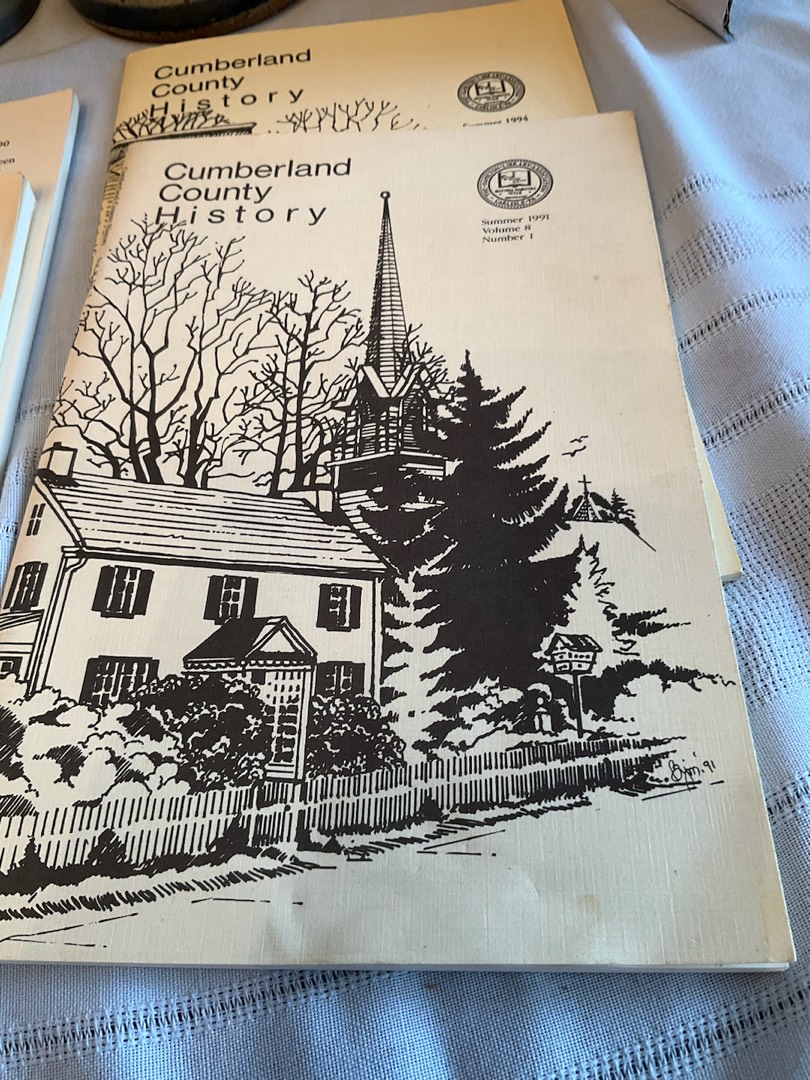 Cumberland
County
History
Summer 1994
Cumberland
County
History
Summer 1991
Volume 8
Number 1